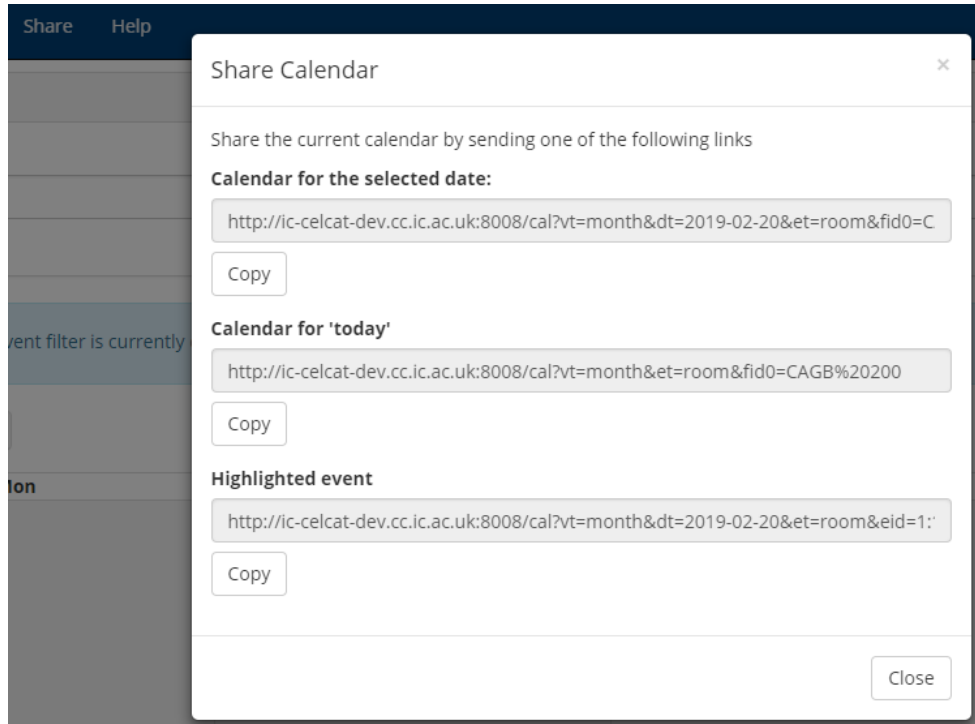 Share Help
Share Calendar ×
Share the current calendar by sending one of the following links
Calendar for the selected date:
http://ic-celcat-dev.cc.ic.ac.uk:8008/cal?vt=month&dt=2019-02-20&et=room&fid0=C
Copy
Calendar for 'today'
vent filter is currently
http://ic-celcat-dev.cc.ic.ac.uk:8008/cal?vt=month&et=room&fid0=CAGB%20200
Copy
Highlighted event
http://ic-celcat-dev.cc.ic.ac.uk:8008/cal?vt=month&dt=2019-02-20&et=room&eid=1:
Copy
Close